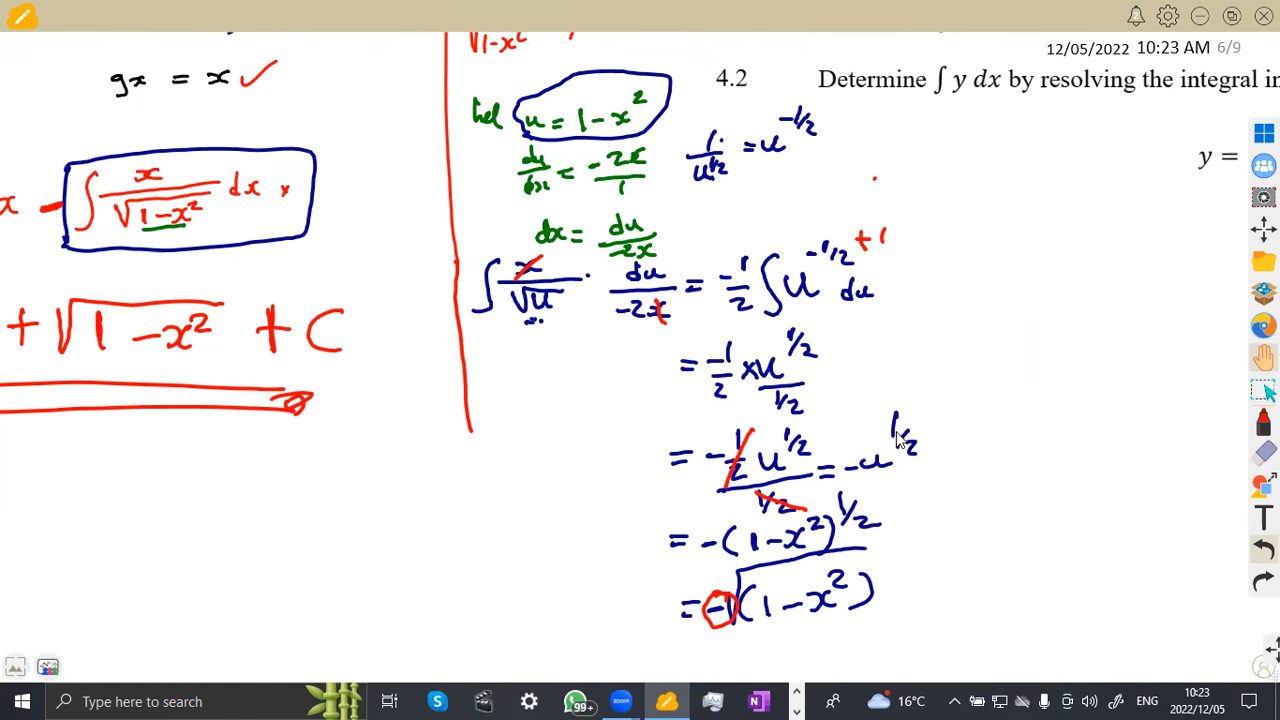 12/05/2022 10:23 AM 6/9
√1-x²
gx = x ✓
x - ∫ x/√(1-x²) dx
+ √1-x² + C
let u = 1-x²
du/dx = -2x/1
dx = du/-2x
1/u^1/2 = u^-1/2
∫ x/√u · du/-2x = -1/2 ∫ u^-1/2 +1 du
= -1/2 × u^1/2 / 1/2
= -1/2 u^1/2 / 1/2 = -u^1/2
= -(1-x²)^1/2
= -√(1-x²)
4.2 Determine ∫ y dx by resolving the integral in
y =
T
Type here to search
99+
zoom
N
16°C
ENG
10:23
2022/12/05